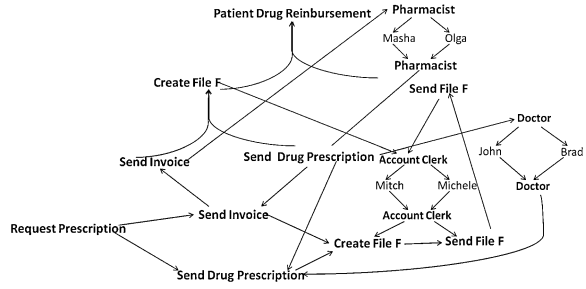 Patient Drug Reinbursement
Pharmacist
Masha
Olga
Pharmacist
Create File F
Send File F
Doctor
Send Invoice
Send Drug Prescription
Account Clerk
John
Brad
Mitch
Michele
Doctor
Send Invoice
Account Clerk
Request Prescription
Create File F
Send File F
Send Drug Prescription